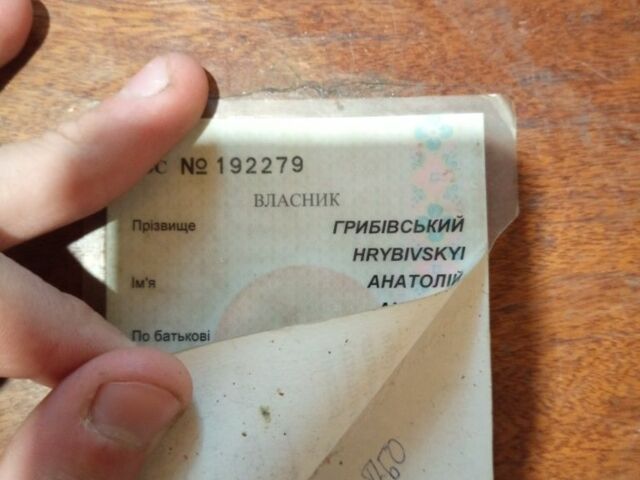 № 192279
ВЛАСНИК
Прізвище ГРИБІВСЬКИЙ
HRYBIVSKYI
Ім'я АНАТОЛІЙ
По батькові